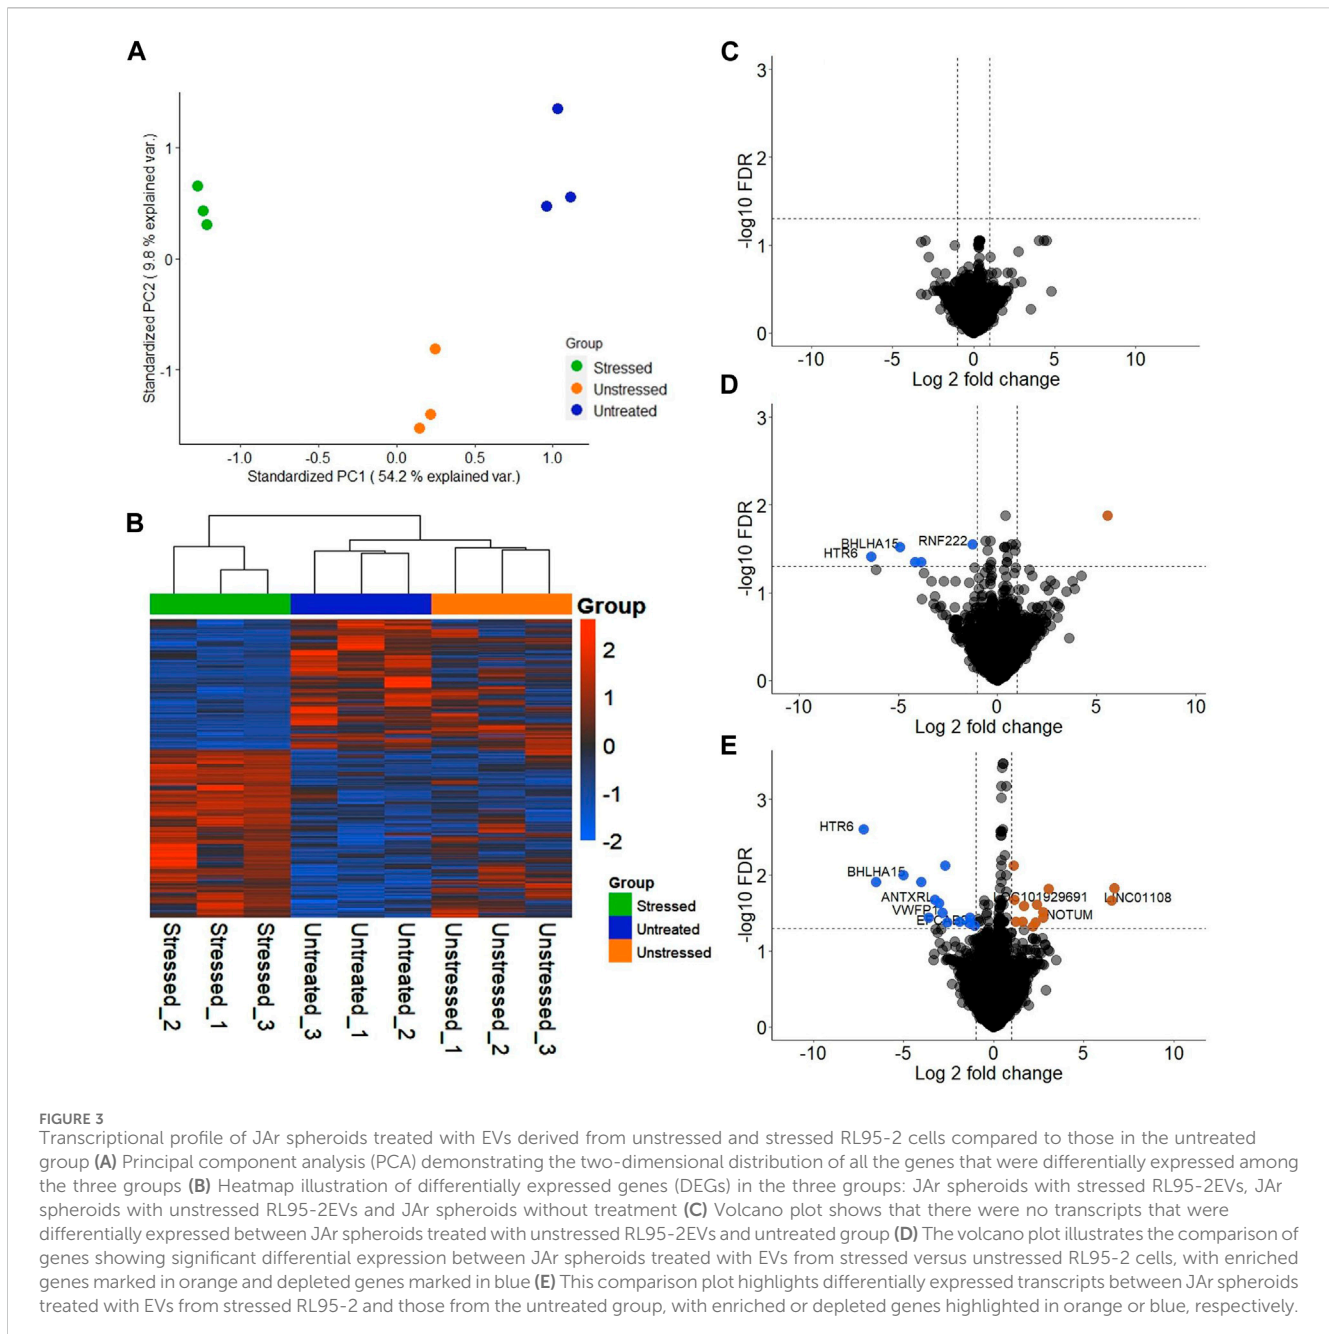 A
Standardized PC2 ( 9.8 % explained var.)
1
0
-1
-1.0 -0.5 0.0 0.5 1.0
Standardized PC1 ( 54.2 % explained var.)
Group
Stressed
Unstressed
Untreated
B
Group
2
1
0
-1
-2
Group
Stressed
Untreated
Unstressed
Stressed_2
Stressed_1
Stressed_3
Untreated_3
Untreated_1
Untreated_2
Unstressed_1
Unstressed_2
Unstressed_3
C
-log10 FDR
3
2
1
0
-10 -5 0 5 10
Log 2 fold change
D
-log10 FDR
3
2
1
0
BHLHA15
RNF222
HTR6
-10 -5 0 5 10
Log 2 fold change
E
-log10 FDR
3
2
1
0
HTR6
BHLHA15
ANTXRL
LOC101929691
LINC01108
VWFP1
NOTUM
-10 -5 0 5 10
Log 2 fold change
FIGURE 3
Transcriptional profile of JAr spheroids treated with EVs derived from unstressed and stressed RL95-2 cells compared to those in the untreated
group (A) Principal component analysis (PCA) demonstrating the two-dimensional distribution of all the genes that were differentially expressed among
the three groups (B) Heatmap illustration of differentially expressed genes (DEGs) in the three groups: JAr spheroids with stressed RL95-2EVs, JAr
spheroids with unstressed RL95-2EVs and JAr spheroids without treatment (C) Volcano plot shows that there were no transcripts that were
differentially expressed between JAr spheroids treated with unstressed RL95-2EVs and untreated group (D) The volcano plot illustrates the comparison of
genes showing significant differential expression between JAr spheroids treated with EVs from stressed versus unstressed RL95-2 cells, with enriched
genes marked in orange and depleted genes marked in blue (E) This comparison plot highlights differentially expressed transcripts between JAr spheroids
treated with EVs from stressed RL95-2 and those from the untreated group, with enriched or depleted genes highlighted in orange or blue, respectively.